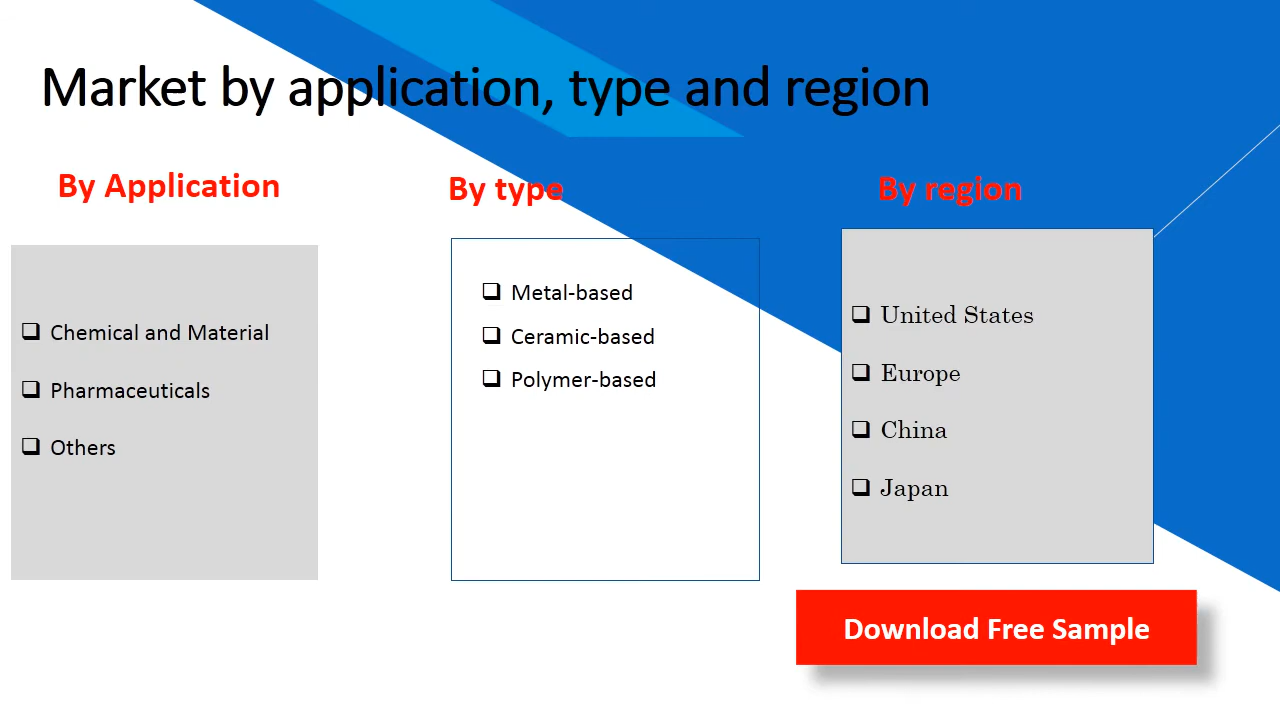 Market by application, type and region
By Application
Chemical and Material
Pharmaceuticals
Others
By type
Metal-based
Ceramic-based
Polymer-based
By region
United States
Europe
China
Japan
Download Free Sample